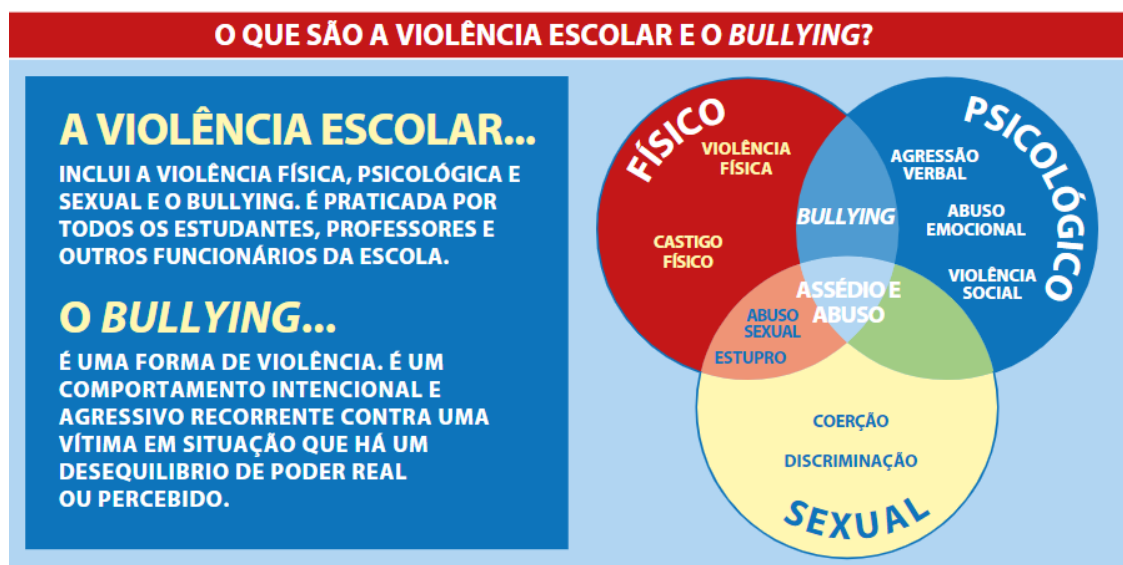 O QUE SÃO A VIOLÊNCIA ESCOLAR E O BULLYING?
A VIOLÊNCIA ESCOLAR...
INCLUI A VIOLÊNCIA FÍSICA, PSICOLÓGICA E
SEXUAL E O BULLYING. É PRATICADA POR
TODOS OS ESTUDANTES, PROFESSORES E
OUTROS FUNCIONÁRIOS DA ESCOLA.
O BULLYING...
É UMA FORMA DE VIOLÊNCIA. É UM
COMPORTAMENTO INTENCIONAL E
AGRESSIVO RECORRENTE CONTRA UMA
VÍTIMA EM SITUAÇÃO QUE HÁ UM
DESEQUILIBRIO DE PODER REAL
OU PERCEBIDO.
FÍSICO
VIOLÊNCIA
FÍSICA
CASTIGO
FÍSICO
BULLYING
PSICOLÓGICO
AGRESSÃO
VERBAL
ABUSO
EMOCIONAL
VIOLÊNCIA
SOCIAL
ASSÉDIO E
ABUSO
ABUSO
SEXUAL
ESTUPRO
COERÇÃO
DISCRIMINAÇÃO
SEXUAL